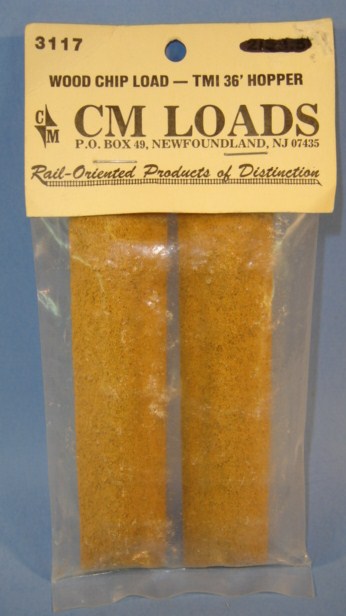 3117
WOOD CHIP LOAD — TMI 36' HOPPER
C M
CM LOADS
P.O. BOX 49, NEWFOUNDLAND, NJ 07435
Rail-Oriented Products of Distinction